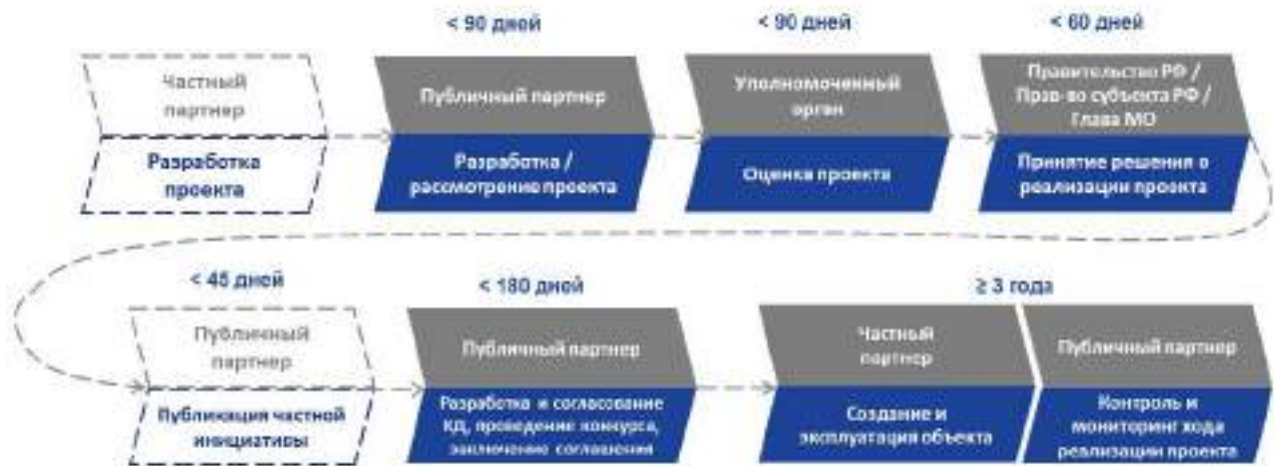 < 90 дней
< 90 дней
< 60 дней
Частный
партнер
Разработка
проекта
Публичный партнер
Разработка /
рассмотрение проекта
Уполномоченный
орган
Оценка проекта
Правительство РФ /
Прав-во субъекта РФ /
Глава МО
Принятие решения о
реализации проекта
< 45 дней
< 180 дней
≥ 3 года
Публичный
партнер
Публикация частной
инициативы
Публичный партнер
Разработка и согласование
КД, проведение конкурса,
заключение соглашения
Частный
партнер
Создание и
эксплуатация объекта
Публичный партнер
Контроль и
мониторинг хода
реализации проекта